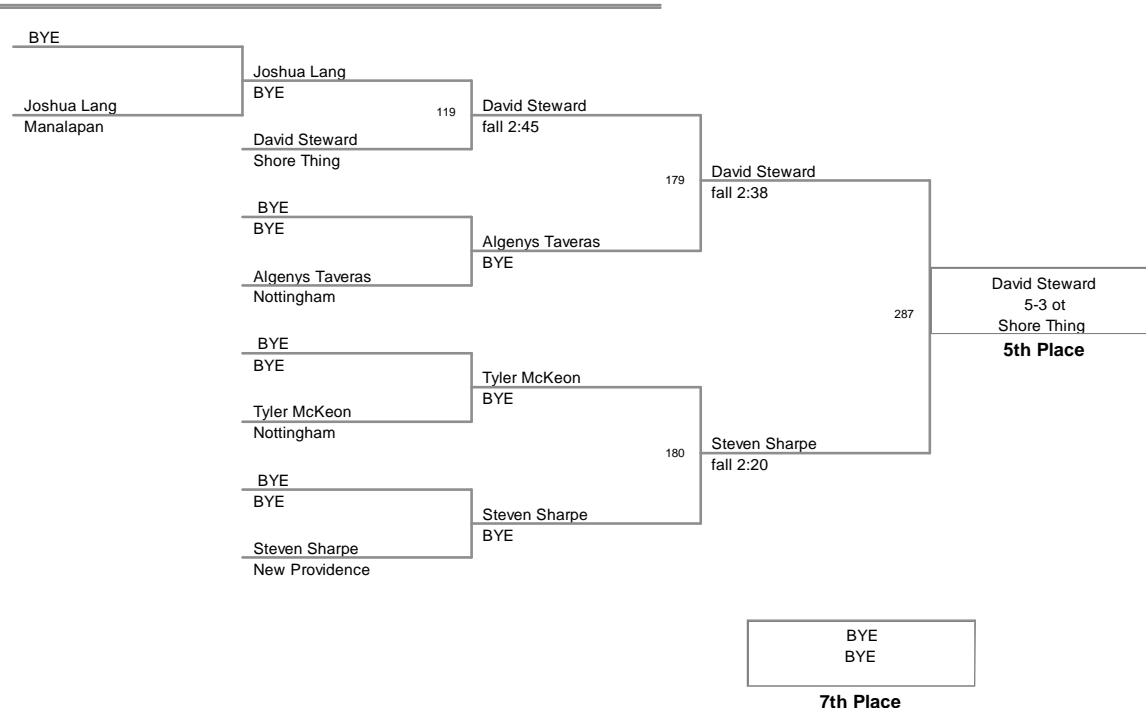 BYE
Joshua Lang
Manalapan
Joshua Lang
BYE
119
David Steward
Shore Thing
David Steward
fall 2:45
BYE
BYE
Algenys Taveras
Nottingham
Algenys Taveras
BYE
179
David Steward
fall 2:38
BYE
BYE
Tyler McKeon
Nottingham
Tyler McKeon
BYE
BYE
BYE
Steven Sharpe
New Providence
Steven Sharpe
BYE
180
Steven Sharpe
fall 2:20
287
David Steward
5-3 ot
Shore Thing
5th Place
BYE
BYE
7th Place